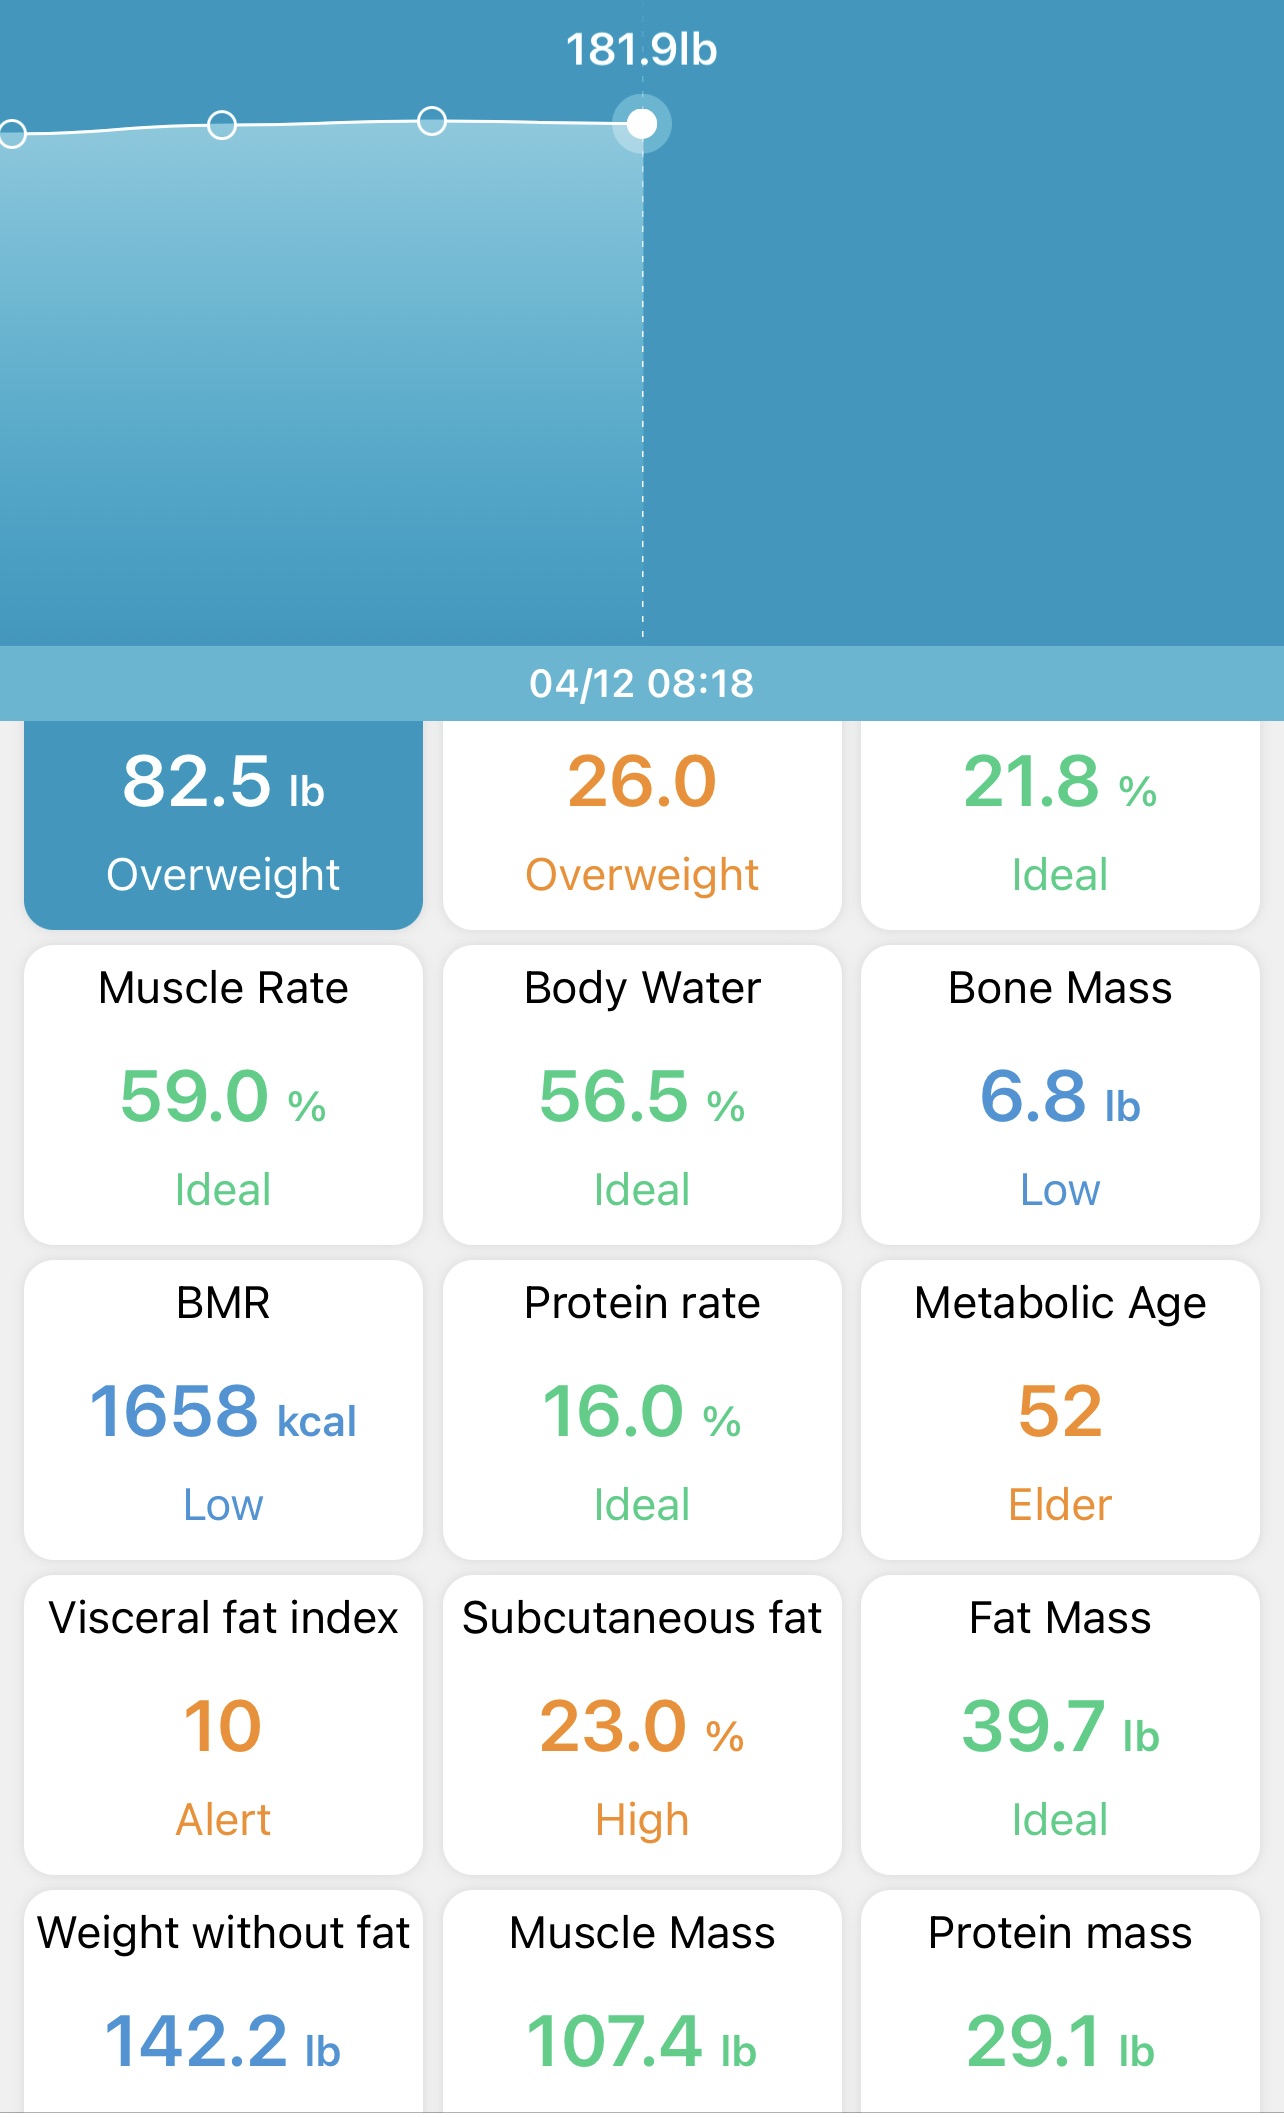 181.9lb
04/12 08:18
82.5 lb
26.0
21.8 %
Overweight
Overweight
Ideal
Muscle Rate
Body Water
Bone Mass
59.0 %
56.5 %
6.8 lb
Ideal
Ideal
Low
BMR
Protein rate
Metabolic Age
1658 kcal
16.0 %
52
Low
Ideal
Elder
Visceral fat index
Subcutaneous fat
Fat Mass
10
23.0 %
39.7 lb
Alert
High
Ideal
Weight without fat
Muscle Mass
Protein mass
142.2 lb
107.4 lb
29.1 lb